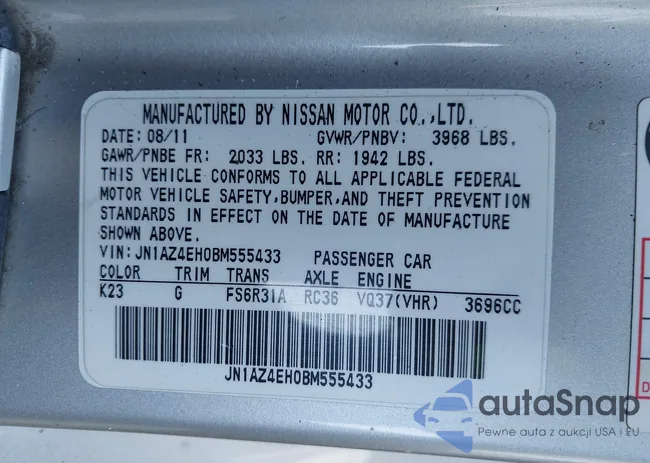 MANUFACTURED BY NISSAN MOTOR CO.,LTD.
DATE: 08/11 GVWR/PNBV: 3968 LBS.
GAWR/PNBE FR: 2033 LBS. RR: 1942 LBS.
THIS VEHICLE CONFORMS TO ALL APPLICABLE FEDERAL
MOTOR VEHICLE SAFETY,BUMPER,AND THEFT PREVENTION
STANDARDS IN EFFECT ON THE DATE OF MANUFACTURE
SHOWN ABOVE.
VIN:JN1AZ4EH0BM555433 PASSENGER CAR
COLOR TRIM TRANS AXLE ENGINE
K23 G FS6R31A RC36 VQ37(VHR) 3696CC
JN1AZ4EH0BM555433
autoSnap
Pewne auto z aukcji USA i EU